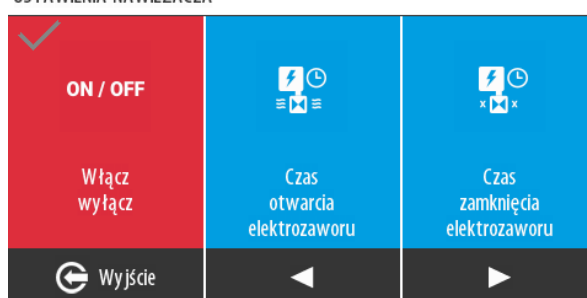 USTAWIENIA NAWILŻACZA
ON / OFF
Włącz
wyłącz
Czas
otwarcia
elektrozaworu
Czas
zamknięcia
elektrozaworu
Wyjście